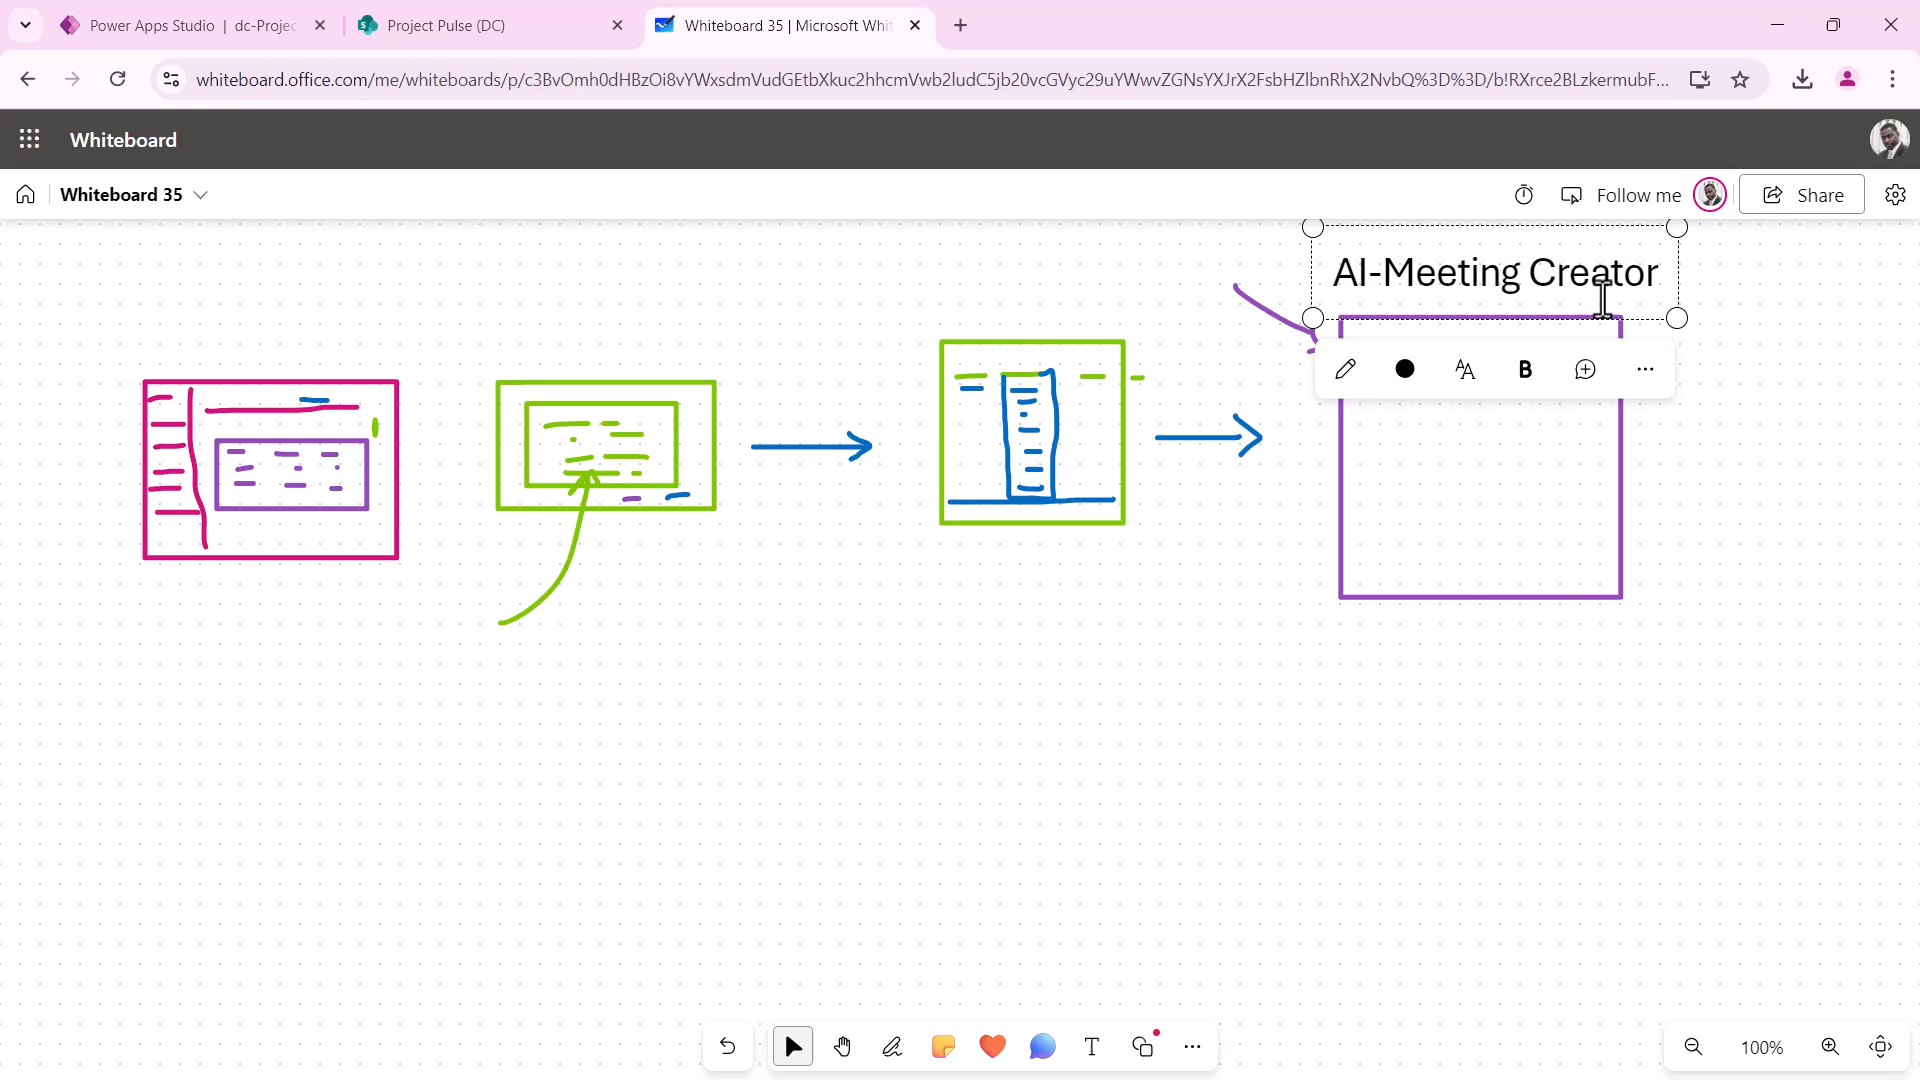 Power Apps Studio | dc-Projec
Project Pulse (DC)
Whiteboard 35 | Microsoft Whit
whiteboard.office.com/me/whiteboards/p/c3BvOmh0dHBzOi8vYWxsdmVudGEtbXkuc2hhcmVwb2ludC5jb20vcGVyc29uYWwvZGNsYXJrX2FsbHZlbnRhX2NvbQ%3D%3D/b!RXrce2BLzkermubF...
Whiteboard
Whiteboard 35
Follow me
Share
AI-Meeting Creator
B
100%